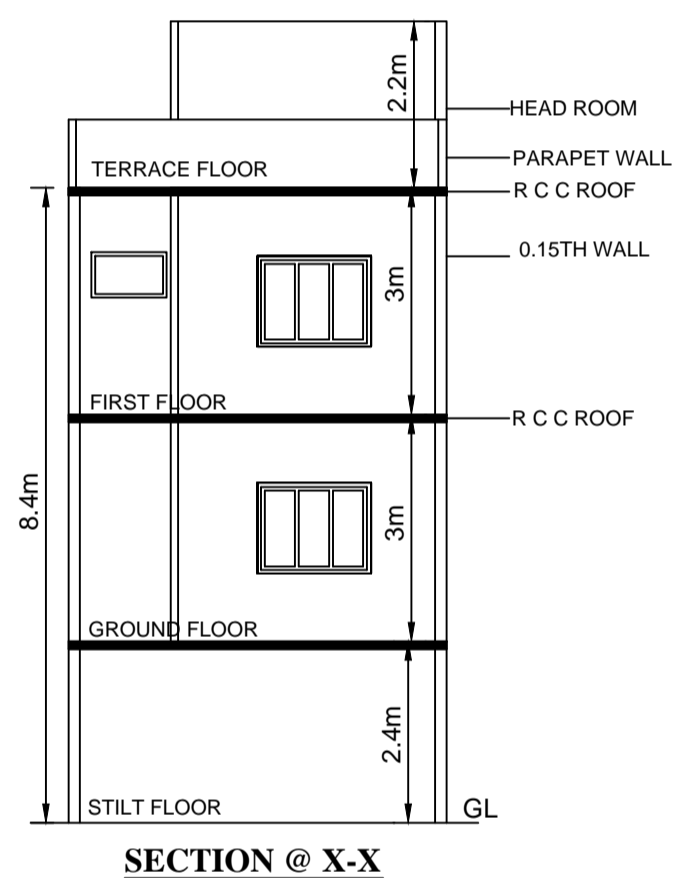 2.2m
HEAD ROOM
PARAPET WALL
TERRACE FLOOR
R C C ROOF
0.15TH WALL
3m
FIRST FLOOR
R C C ROOF
8.4m
3m
GROUND FLOOR
2.4m
STILT FLOOR
GL
SECTION @ X-X